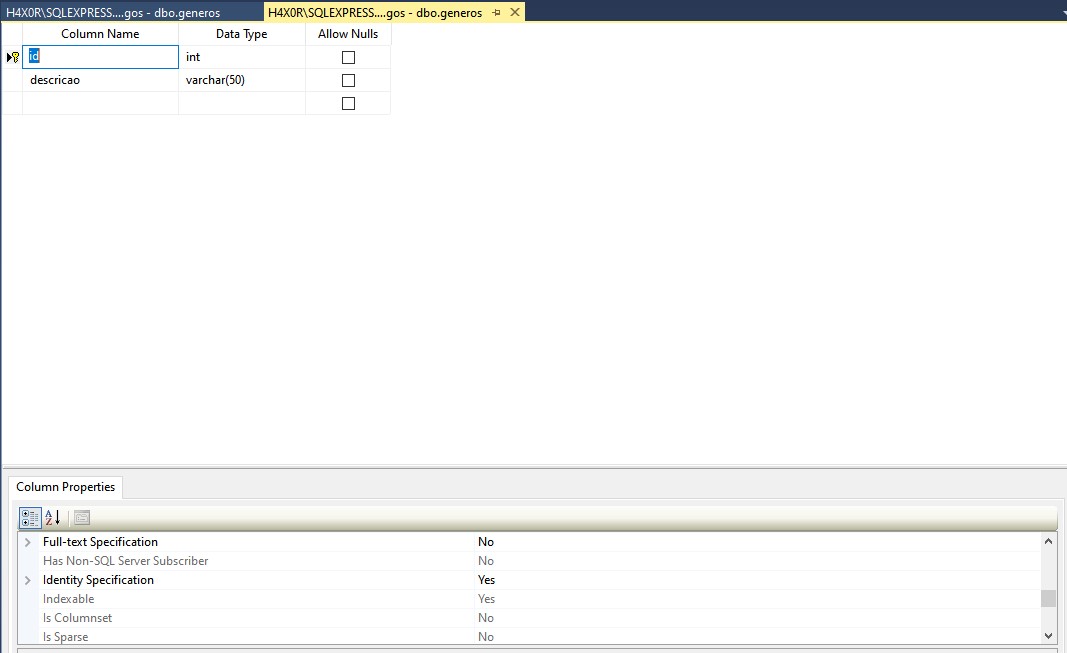 H4X0R\SQLEXPRESS....gos - dbo.generos
H4X0R\SQLEXPRESS....gos - dbo.generos
Column Name Data Type Allow Nulls
id int
descricao varchar(50)
Column Properties
Full-text Specification No
Has Non-SQL Server Subscriber No
Identity Specification Yes
Indexable Yes
Is Columnset No
Is Sparse No